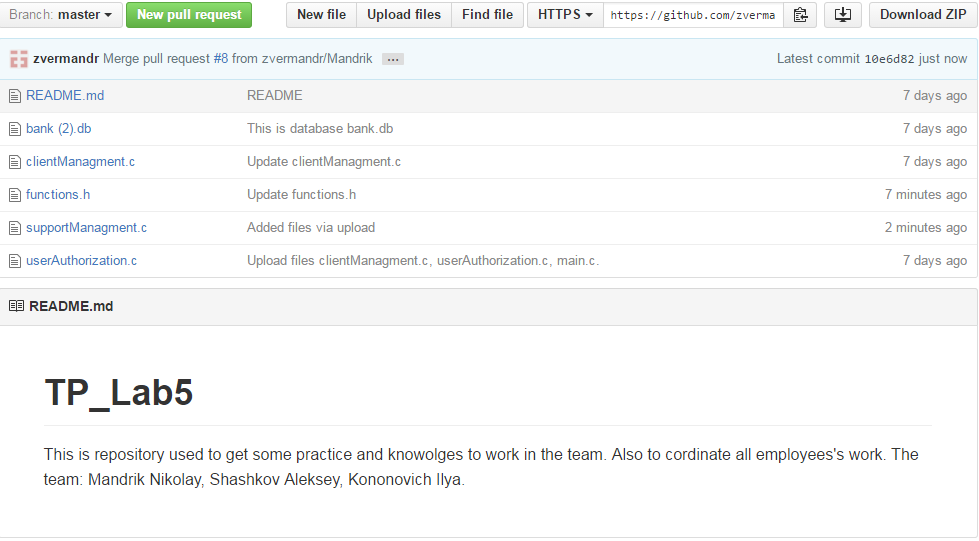 Branch: master New pull request New file Upload files Find file HTTPS https://github.com/zverma Download ZIP
zvermandr Merge pull request #8 from zvermandr/Mandrik ... Latest commit 10e6d82 just now
README.md README 7 days ago
bank (2).db This is database bank.db 7 days ago
clientManagment.c Update clientManagment.c 7 days ago
functions.h Update functions.h 7 minutes ago
supportManagment.c Added files via upload 2 minutes ago
userAuthorization.c Upload files clientManagment.c, userAuthorization.c, main.c. 7 days ago
README.md
TP_Lab5
This is repository used to get some practice and knowolges to work in the team. Also to cordinate all employees's work. The
team: Mandrik Nikolay, Shashkov Aleksey, Kononovich Ilya.